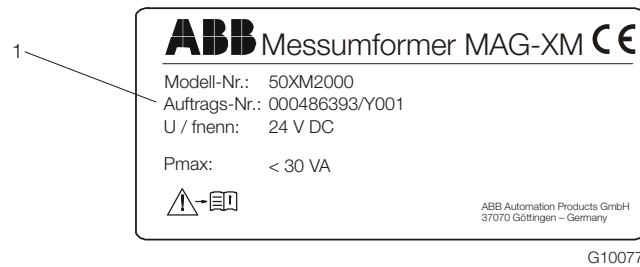 ABB Messumformer MAG-XM CE
1
Modell-Nr.: 50XM2000
Auftrags-Nr.: 000486393/Y001
U / fnenn: 24 V DC
Pmax: < 30 VA
ABB Automation Products GmbH
37070 Göttingen – Germany
G10077